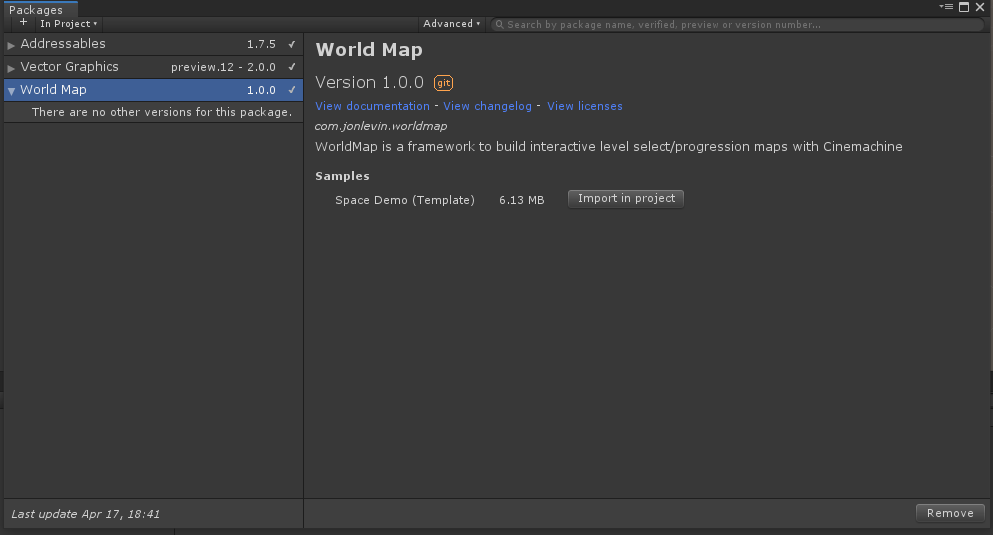 Packages
+ In Project Advanced Search by package name, verified, preview or version number...
Addressables 1.7.5 ✓
Vector Graphics preview.12 - 2.0.0 ✓
World Map 1.0.0 ✓
There are no other versions for this package.
World Map
Version 1.0.0 git
View documentation - View changelog - View licenses
com.jonlevin.worldmap
WorldMap is a framework to build interactive level select/progression maps with Cinemachine
Samples
Space Demo (Template) 6.13 MB Import in project
Last update Apr 17, 18:41
Remove